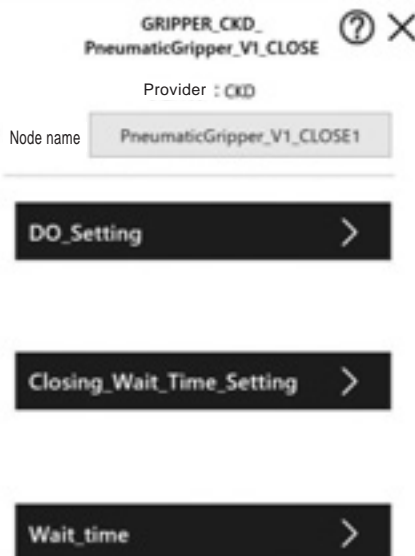 GRIPPER_CKD_
PneumaticGripper_V1_CLOSE
Provider : CKD
Node name PneumaticGripper_V1_CLOSE1
DO_Setting
Closing_Wait_Time_Setting
Wait_time